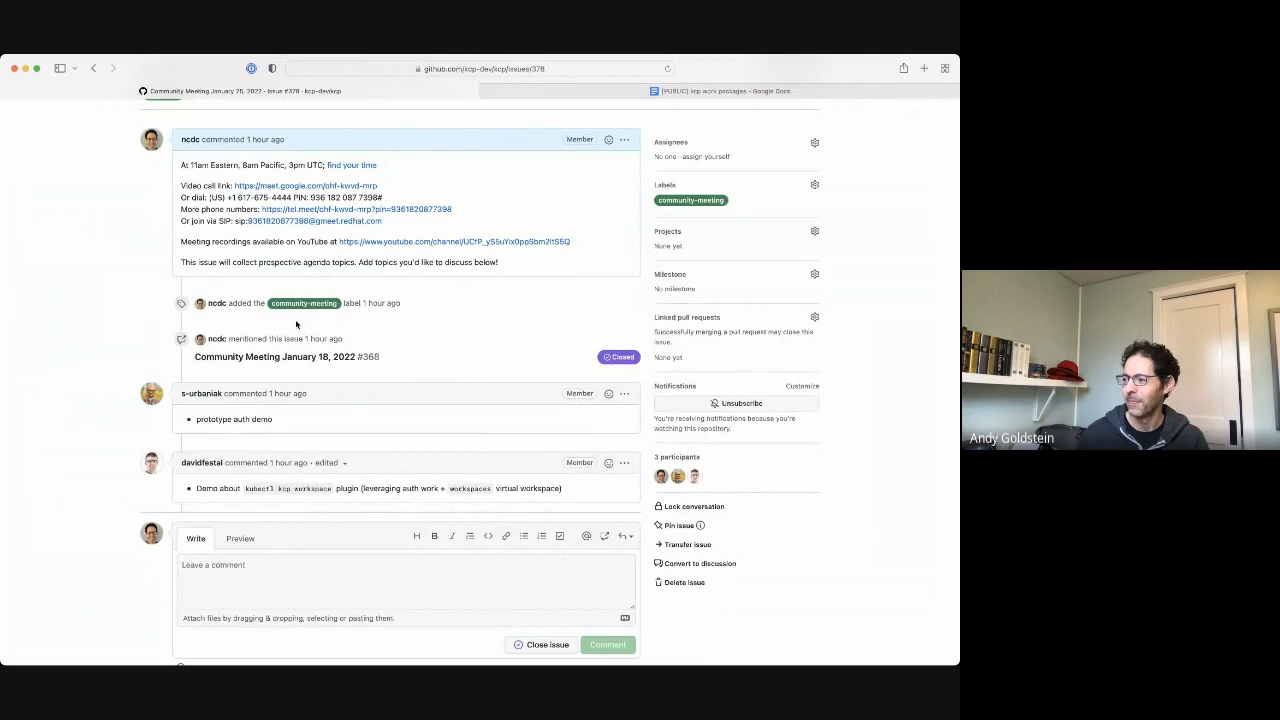 github.com/kcp-dev/kcp/issues/378
Community Meeting January 25, 2022 · Issue #378 · kcp-dev/kcp
[PUBLIC] kcp work packages - Google Docs
ncdc commented 1 hour ago
Member
At 11am Eastern, 8am Pacific, 3pm UTC; find your time
Video call link: https://meet.google.com/ohf-kwvd-mrp
Or dial: (US) +1 617-675-4444 PIN: 936 182 087 7398#
More phone numbers: https://tel.meet/ohf-kwvd-mrp?pin=9361820877398
Or join via SIP: sip:9361820877398@gmeet.redhat.com
Meeting recordings available on YouTube at https://www.youtube.com/channel/UCfP_yS5uYix0ppSbm2ltS5Q
This issue will collect prospective agenda topics. Add topics you'd like to discuss below!
ncdc added the community-meeting label 1 hour ago
ncdc mentioned this issue 1 hour ago
Community Meeting January 18, 2022 #368
Closed
s-urbaniak commented 1 hour ago
Member
prototype auth demo
davidfestal commented 1 hour ago · edited
Member
Demo about kubectl kcp workspace plugin (leveraging auth work + workspaces virtual workspace)
Write
Preview
Leave a comment
Attach files by dragging & dropping, selecting or pasting them.
Close issue
Comment
Assignees
No one—assign yourself
Labels
community-meeting
Projects
None yet
Milestone
No milestone
Linked pull requests
Successfully merging a pull request may close this
issue.
None yet
Notifications
Customize
Unsubscribe
You're receiving notifications because you're
watching this repository.
3 participants
Lock conversation
Pin issue
Transfer issue
Convert to discussion
Delete issue
Andy Goldstein